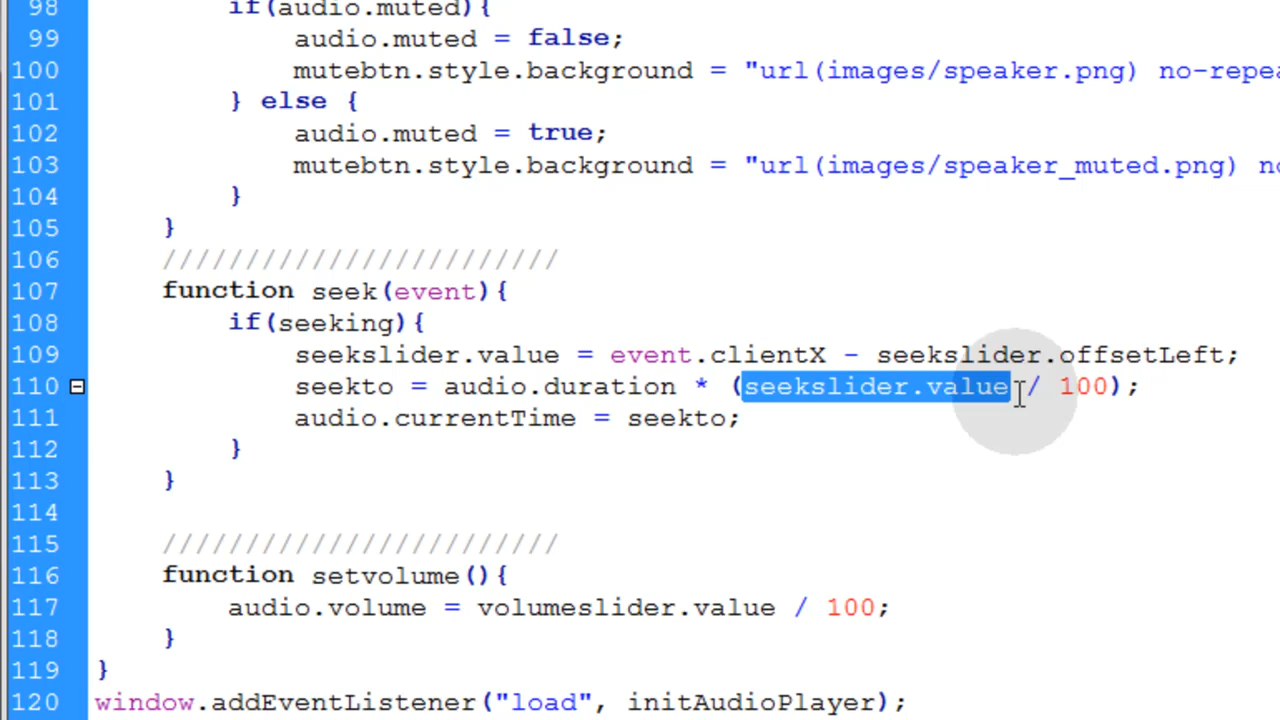 98 if(audio.muted){
99 audio.muted = false;
100 mutebtn.style.background = "url(images/speaker.png)
101 } else {
102 audio.muted = true;
103 mutebtn.style.background = "url(images/speaker_muted.png)
104 }
105 }
106 ////////////////////////
107 function seek(event){
108 if(seeking){
109 seekslider.value = event.clientX - seekslider.offsetLeft;
110 seekto = audio.duration * (seekslider.value / 100);
111 audio.currentTime = seekto;
112 }
113 }
114
115 ////////////////////////
116 function setvolume(){
117 audio.volume = volumeslider.value / 100;
118 }
119 }
120 window.addEventListener("load", initAudioPlayer);